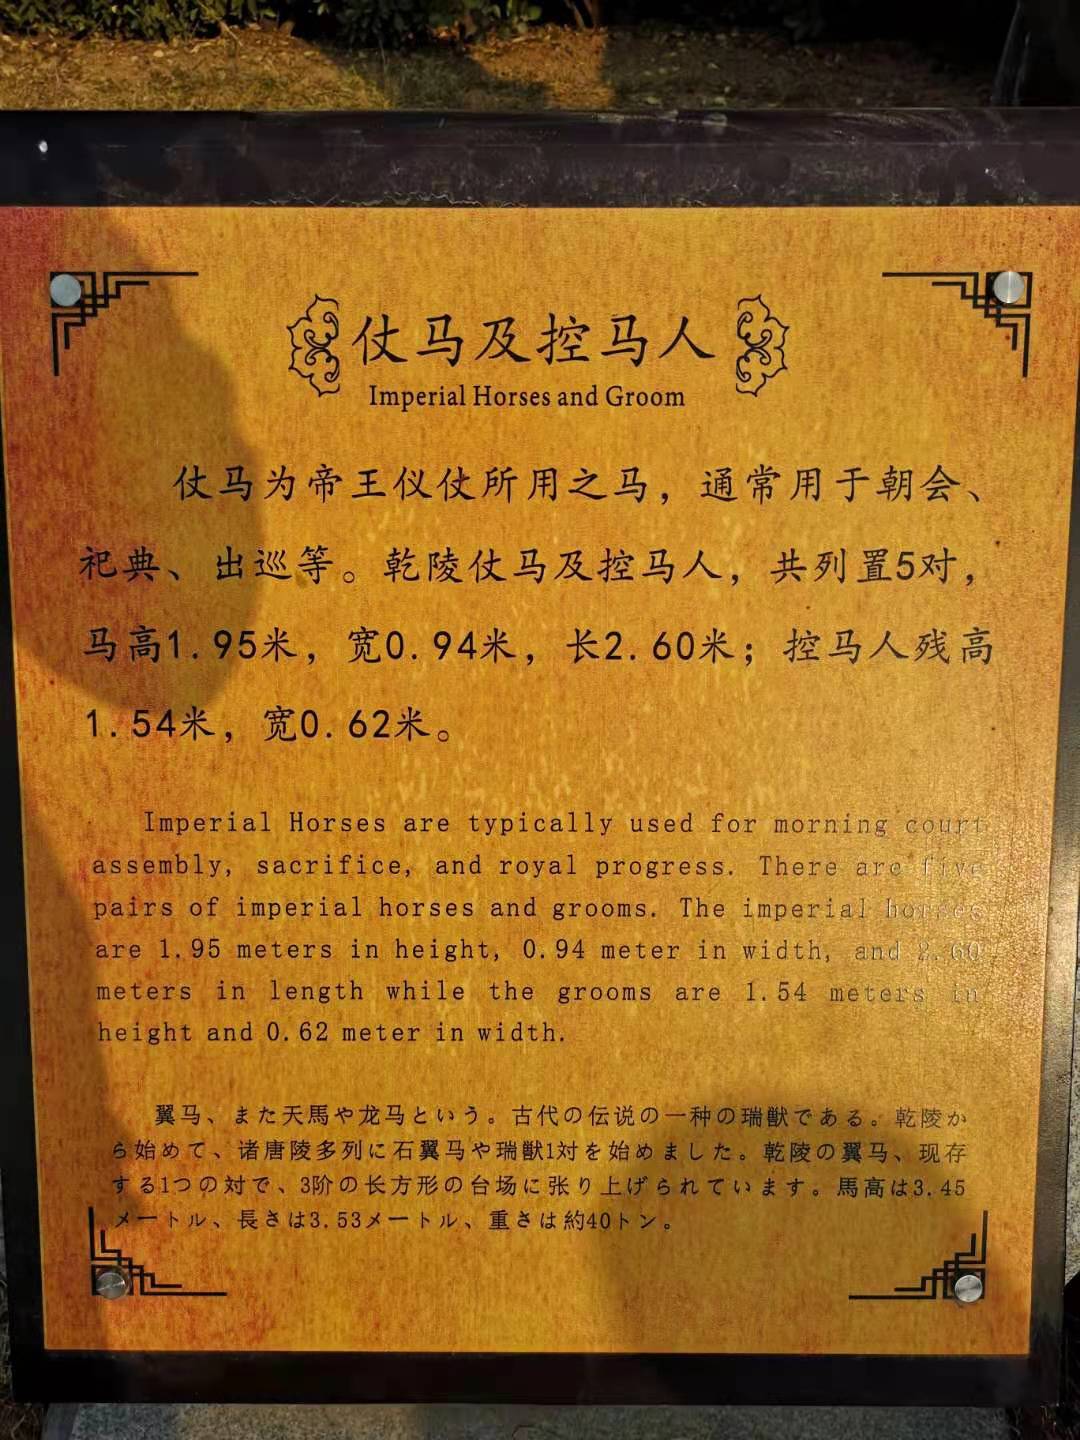 仗马及控马人
Imperial Horses and Groom
仗马为帝王仪仗所用之马，通常用于朝会、
祀典、出巡等。乾陵仗马及控马人，共列置5对，
马高1.95米，宽0.94米，长2.60米；控马人残高
1.54米，宽0.62米。
Imperial Horses are typically used for morning court
assembly, sacrifice, and royal progress. There are five
pairs of imperial horses and grooms. The imperial horses
are 1.95 meters in height, 0.94 meter in width, and 2.60
meters in length while the grooms are 1.54 meters in
height and 0.62 meter in width.
翼马、また天馬や龙马という。古代の伝说の一种の瑞獣である。乾陵か
ら始めて、诸唐陵多列に石翼马や瑞獣1対を始めました。乾陵の翼马、现存
する1つの対で、3阶の长方形の台场に张り上げられています。馬高は3.45
メートル、長さは3.53メートル、重さは約40トン。